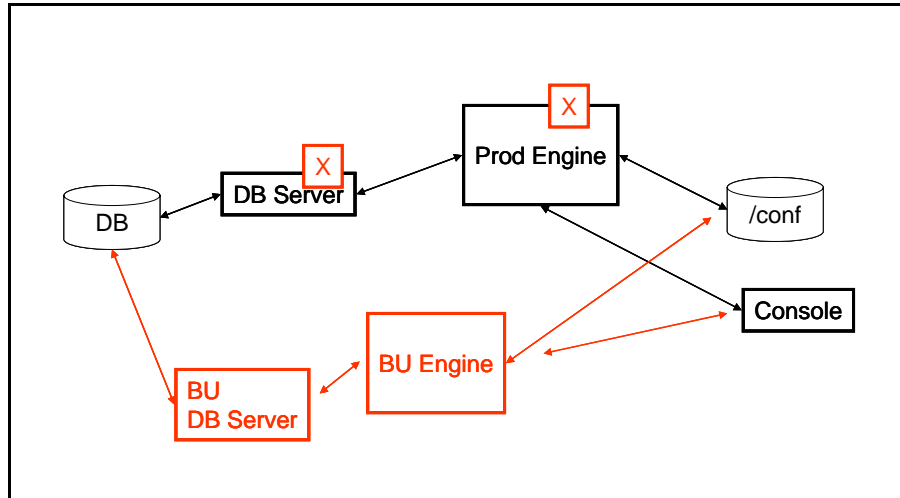 X
Prod Engine
X
DB Server
DB
/conf
Console
BU Engine
BU
DB Server